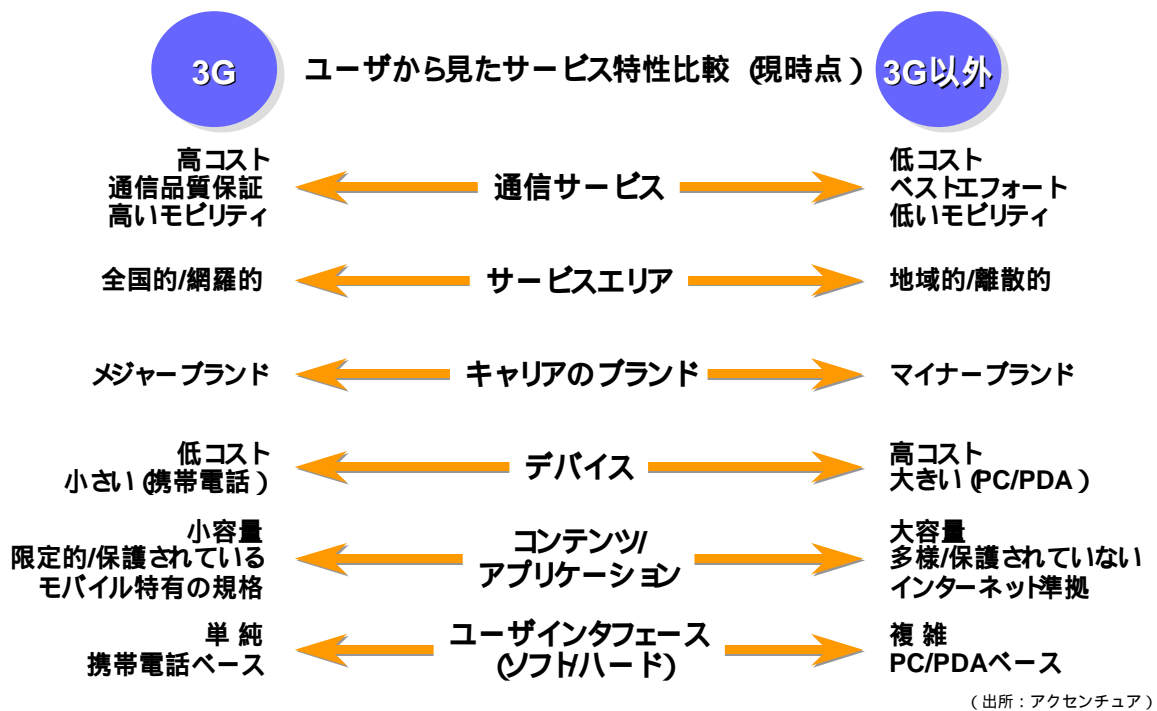 3G
ユーザから見たサービス特性比較（現時点）
3G以外
高コスト
通信品質保証
高いモビリティ
通信サービス
低コスト
ベストエフォート
低いモビリティ
全国的/網羅的
サービスエリア
地域的/離散的
メジャーブランド
キャリアのブランド
マイナーブランド
低コスト
小さい（携帯電話）
デバイス
高コスト
大きい（PC/PDA）
小容量
限定的/保護されている
モバイル特有の規格
コンテンツ/
アプリケーション
大容量
多様/保護されていない
インターネット準拠
単純
携帯電話ベース
ユーザインタフェース
（ソフト/ハード）
複雑
PC/PDAベース
（出所：アクセンチュア）